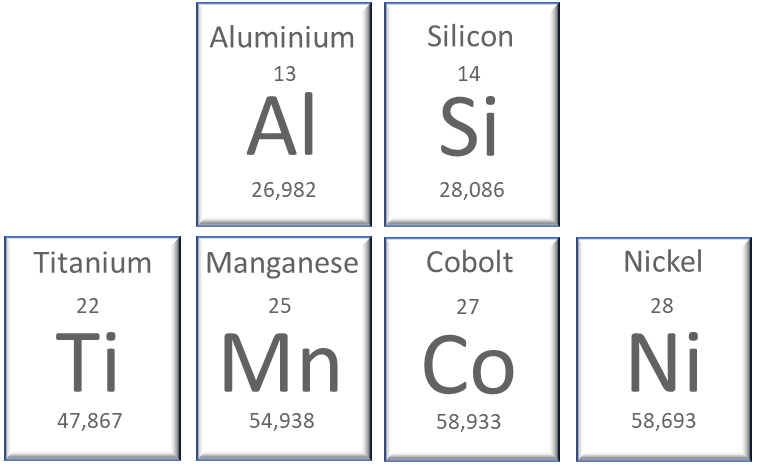 Aluminium
13
Al
26,982
Silicon
14
Si
28,086
Titanium
22
Ti
47,867
Manganese
25
Mn
54,938
Cobolt
27
Co
58,933
Nickel
28
Ni
58,693